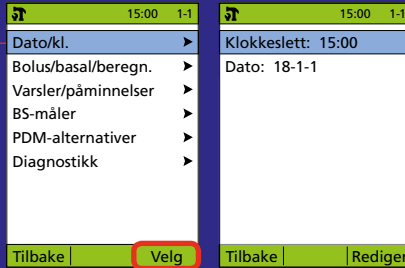 15:00 1-1
Dato/kl.
Bolus/basal/beregn.
Varsler/påminnelser
BS-måler
PDM-alternativer
Diagnostikk
Tilbake Velg
15:00 1-1
Klokkeslett: 15:00
Dato: 18-1-1
Tilbake Rediger